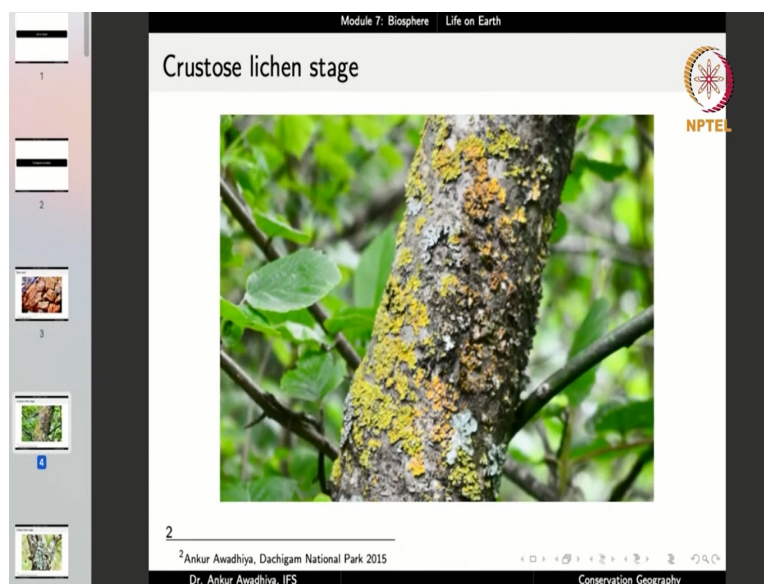 Module 7: Biosphere Life on Earth
Crustose lichen stage
NPTEL
1
2
3
4
2
2Ankur Awadhiya, Dachigam National Park 2015
Dr. Ankur Awadhiya, IFS Conservation Geography